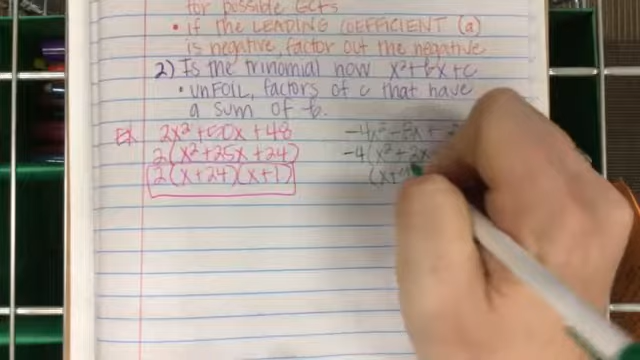 for possible GCFs
• if the LEADING COEFFICIENT (a)
is negative, factor out the negative
2) Is the trinomial now x²+bx+c
• unFOIL, factors of c that have
a sum of b.
Ex 2x²+50x+48
2(x²+25x+24)
2(x+24)(x+1)
-4x²-8x+
-4(x²+2x
(x+